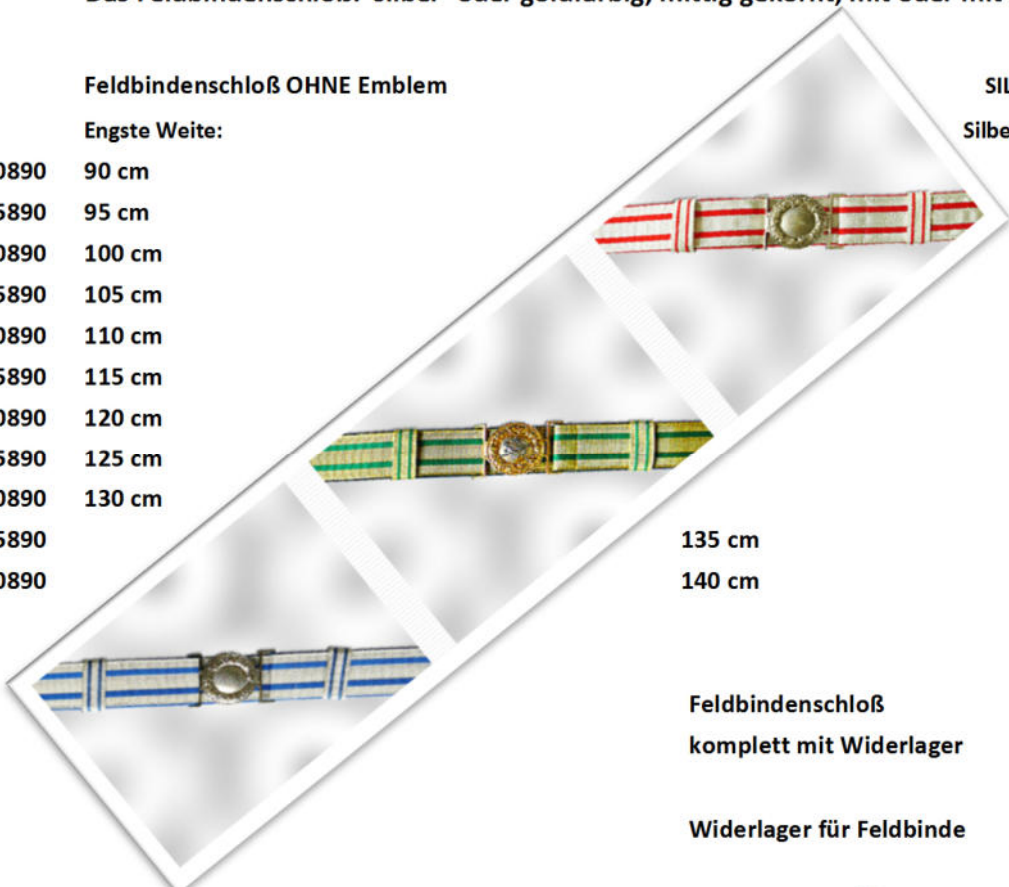 Feldbindenschloß OHNE Emblem
Engste Weite:
0890 90 cm
5890 95 cm
0890 100 cm
5890 105 cm
0890 110 cm
5890 115 cm
0890 120 cm
5890 125 cm
0890 130 cm
5890 135 cm
0890 140 cm
Feldbindenschloß
komplett mit Widerlager
Widerlager für Feldbinde